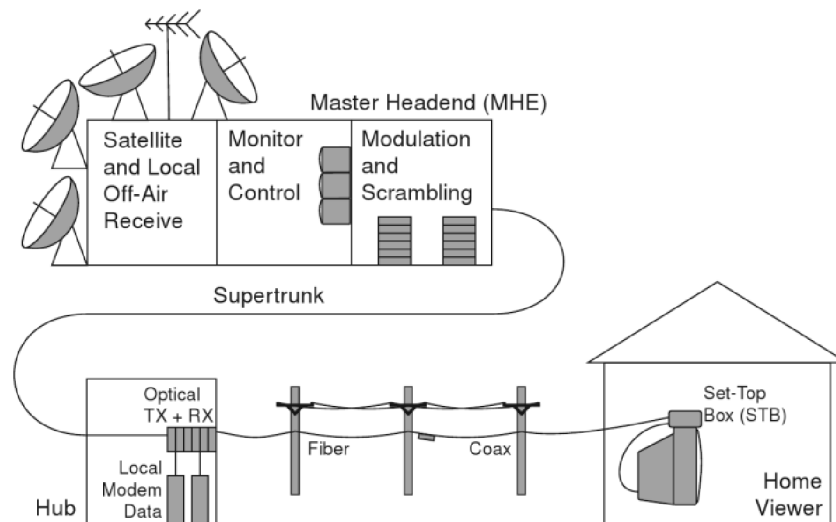 Master Headend (MHE)
Satellite
and Local
Off-Air
Receive
Monitor
and
Control
Modulation
and
Scrambling
Supertrunk
Optical
TX + RX
Local
Modem
Data
Hub
Fiber
Coax
Set-Top
Box (STB)
Home
Viewer